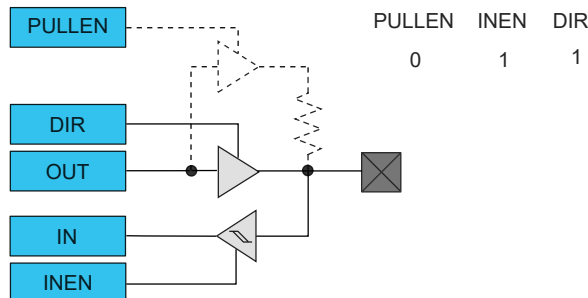 PULLEN
PULLEN INEN DIR
0 1 1
DIR
OUT
IN
INEN